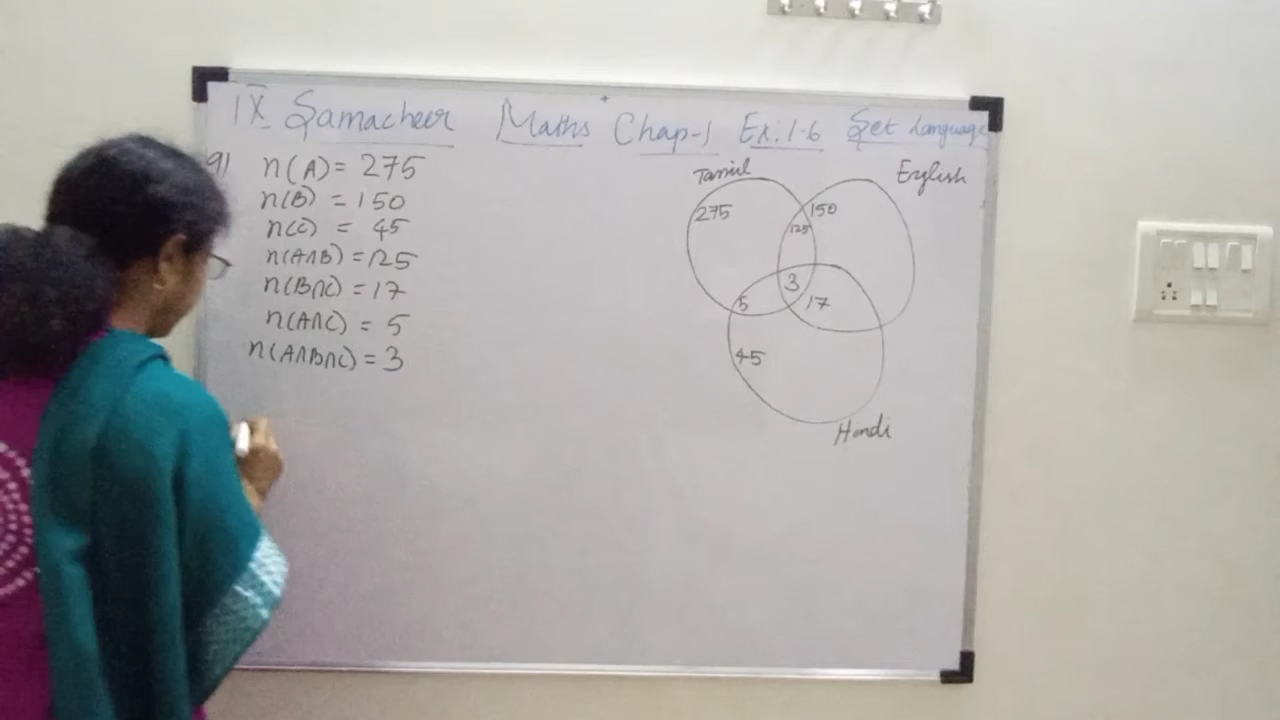 IX Samacheer Maths Chap-1 Ex: 1.6 Set Language
9) n(A) = 275
n(B) = 150
n(C) = 45
n(A∩B) = 125
n(B∩C) = 17
n(A∩C) = 5
n(A∩B∩C) = 3
Tamil English
275 150
125
3
5 17
45
Hindi